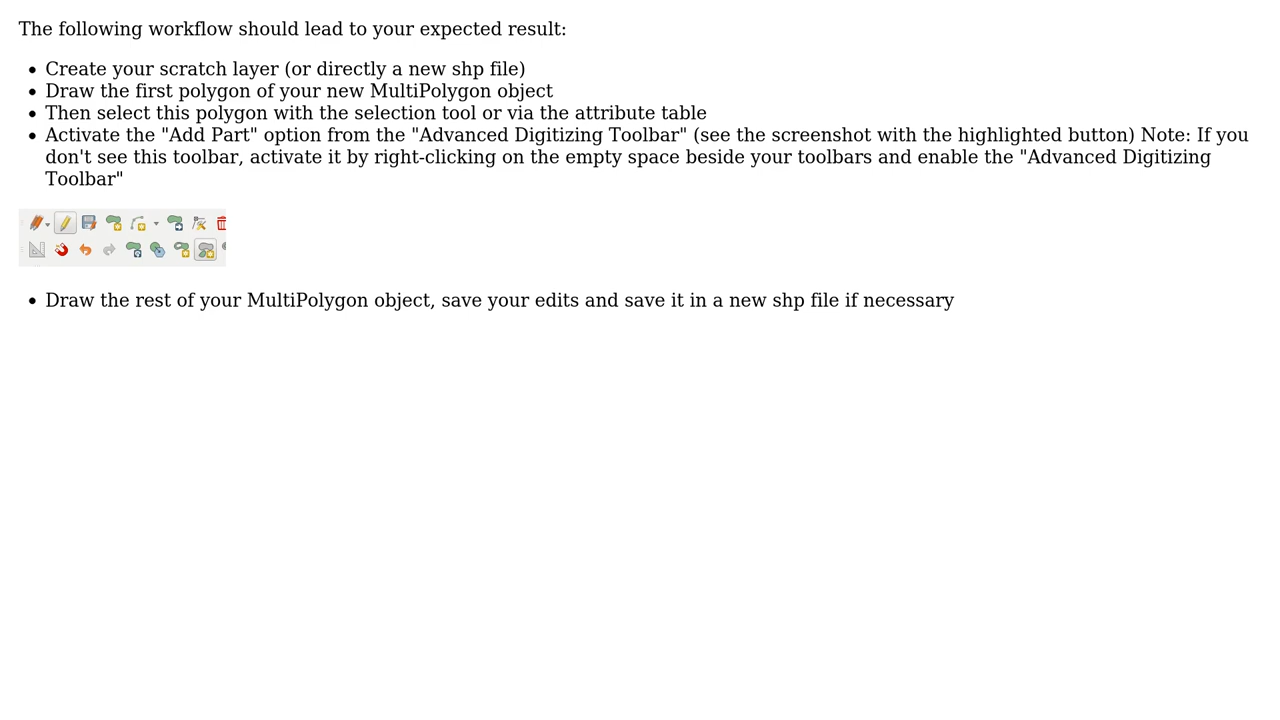 The following workflow should lead to your expected result:
Create your scratch layer (or directly a new shp file)
Draw the first polygon of your new MultiPolygon object
Then select this polygon with the selection tool or via the attribute table
Activate the "Add Part" option from the "Advanced Digitizing Toolbar" (see the screenshot with the highlighted button) Note: If you
don't see this toolbar, activate it by right-clicking on the empty space beside your toolbars and enable the "Advanced Digitizing
Toolbar"
Draw the rest of your MultiPolygon object, save your edits and save it in a new shp file if necessary